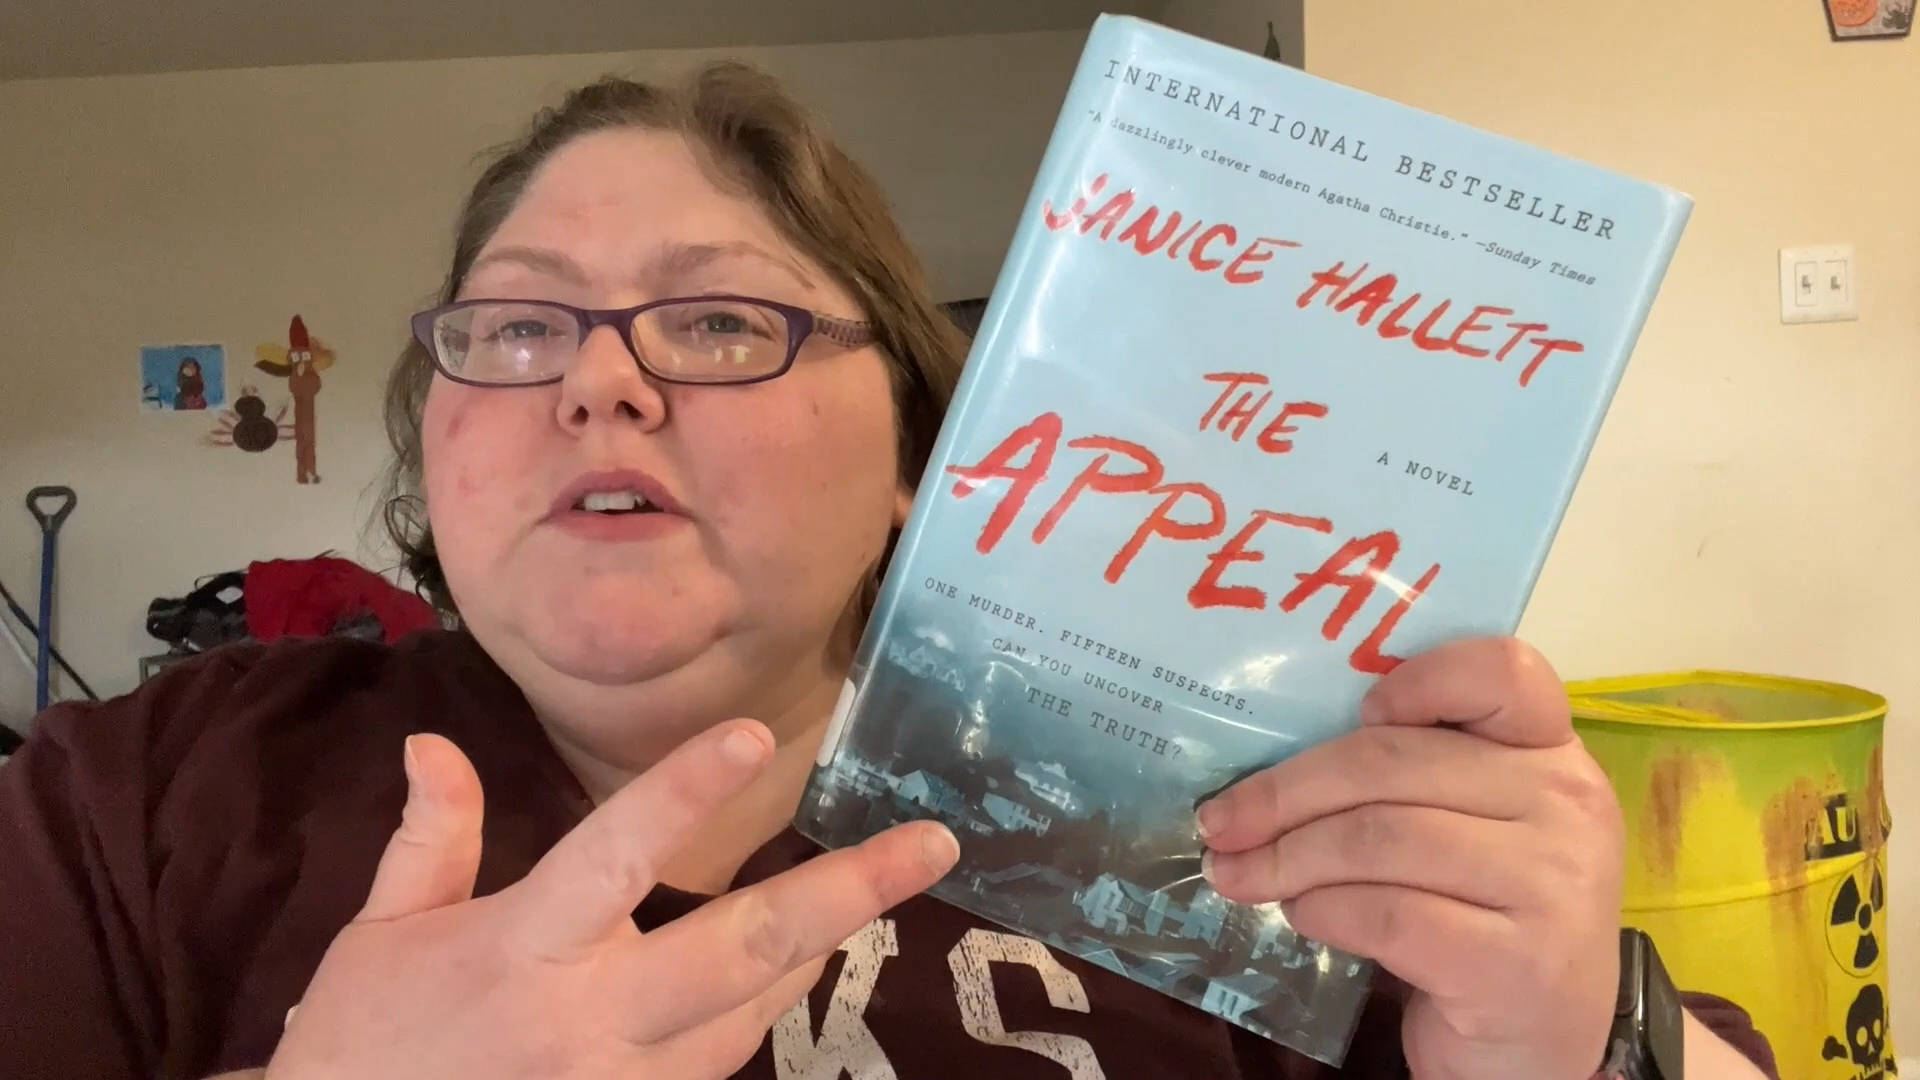 INTERNATIONAL BESTSELLER
"A dazzlingly clever modern Agatha Christie." —Sunday Times
JANICE HALLETT
THE
A NOVEL
APPEAL
ONE MURDER. FIFTEEN SUSPECTS.
CAN YOU UNCOVER
THE TRUTH?
KS